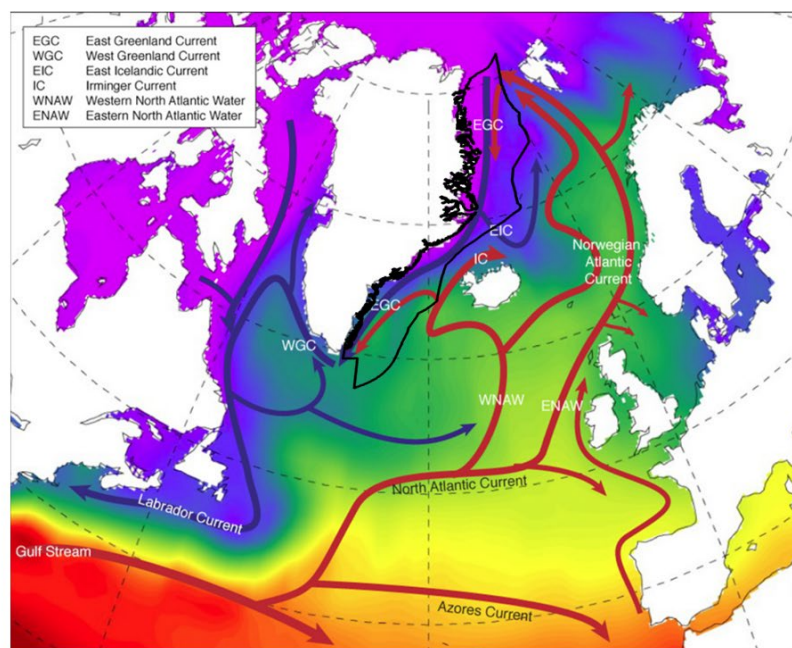 EGC East Greenland Current
WGC West Greenland Current
EIC East Icelandic Current
IC Irminger Current
WNAW Western North Atlantic Water
ENAW Eastern North Atlantic Water
EGC
EIC
IC
Norwegian
Atlantic
Current
EGC
WGC
WNAW
ENAW
North Atlantic Current
Labrador Current
Gulf Stream
Azores Current